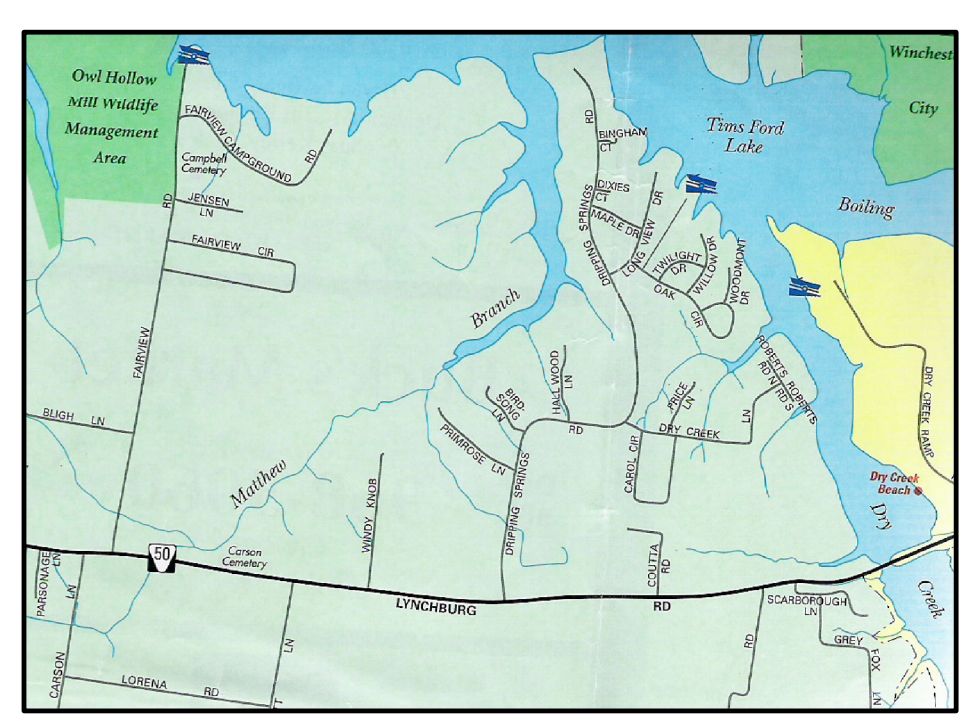 Owl Hollow
Mill Wildlife
Management
Area
Winchest
City
Tims Ford
Lake
Boiling
FAIRVIEW CAMPGROUND
RD
Campbell
Cemetery
RD
JENSEN
LN
FAIRVIEW CIR
FAIRVIEW
BLIGH LN
RD
BINGHAM
CT
DIXIES
CT
MAPLE DR
SPRINGS
DRIPPING
LONG VIEW DR
TWILIGHT
DR
WILLOW DR
WOODMONT
DR
OAK CIR
Branch
Matthew
BIRD-
SONG
LN
HALL WOOD
LN
PRIMROSE LN
RD
DRIPPING SPRINGS
PRICE
LN
DRY CREEK
LN
CAROL CIR
ROBERTS
RD N
ROBERTS
RD S
DRY CREEK RAMP
Dry Creek
Beach
Dry
Creek
WINDY KNOB
COUTTA
RD
50
Carson
Cemetery
LYNCHBURG RD
PARSONAGE
LN
CARSON LN
LORENA RD
LN
T
RD
SCARBOROUGH
LN
GREY
FOX
LN